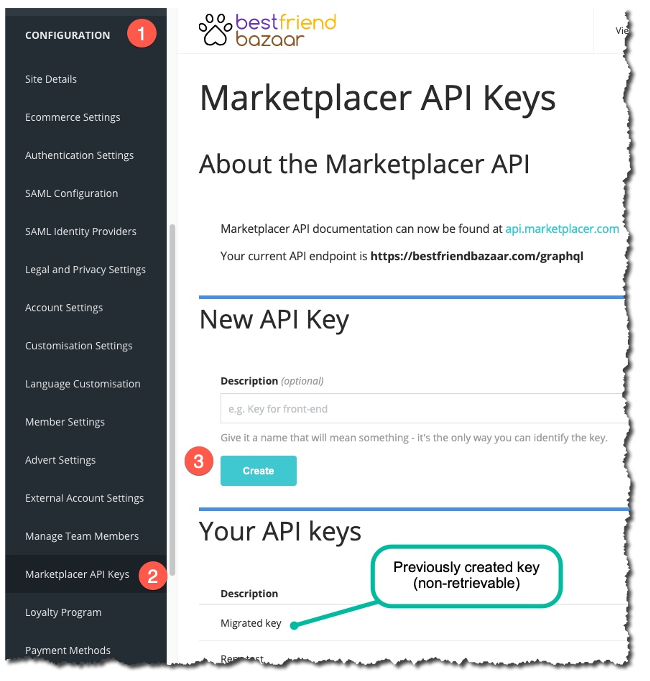 CONFIGURATION
1
Site Details
Ecommerce Settings
Authentication Settings
SAML Configuration
SAML Identity Providers
Legal and Privacy Settings
Account Settings
Customisation Settings
Language Customisation
Member Settings
Advert Settings
External Account Settings
Manage Team Members
Marketplacer API Keys
2
Loyalty Program
Payment Methods
bestfriend
bazaar
Marketplacer API Keys
About the Marketplacer API
Marketplacer API documentation can now be found at api.marketplacer.com
Your current API endpoint is https://bestfriendbazaar.com/graphql
New API Key
Description (optional)
e.g. Key for front-end
Give it a name that will mean something - it's the only way you can identify the key.
3
Create
Your API keys
Previously created key
(non-retrievable)
Description
Migrated key